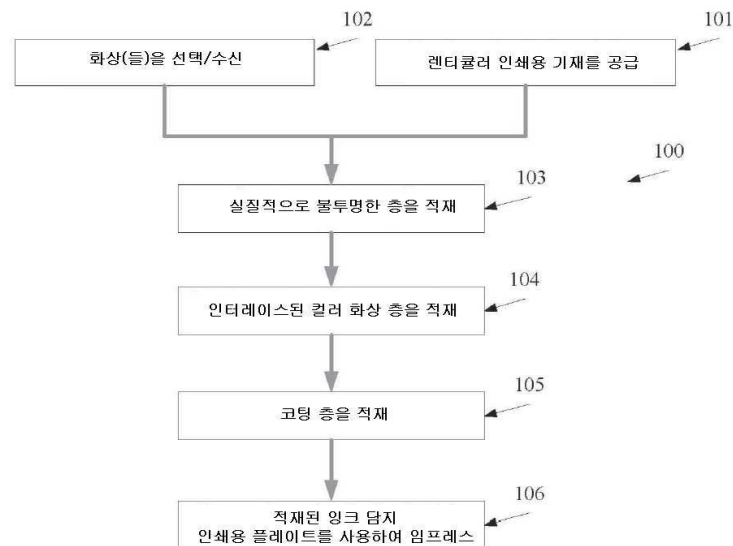 102
화상(들)을 선택/수신
101
렌티큘러 인쇄용 기재를 공급
100
103
실질적으로 불투명한 층을 적재
104
인터레이스된 컬러 화상 층을 적재
105
코팅 층을 적재
106
적재된 잉크 담지
인쇄용 플레이트를 사용하여 임프레스